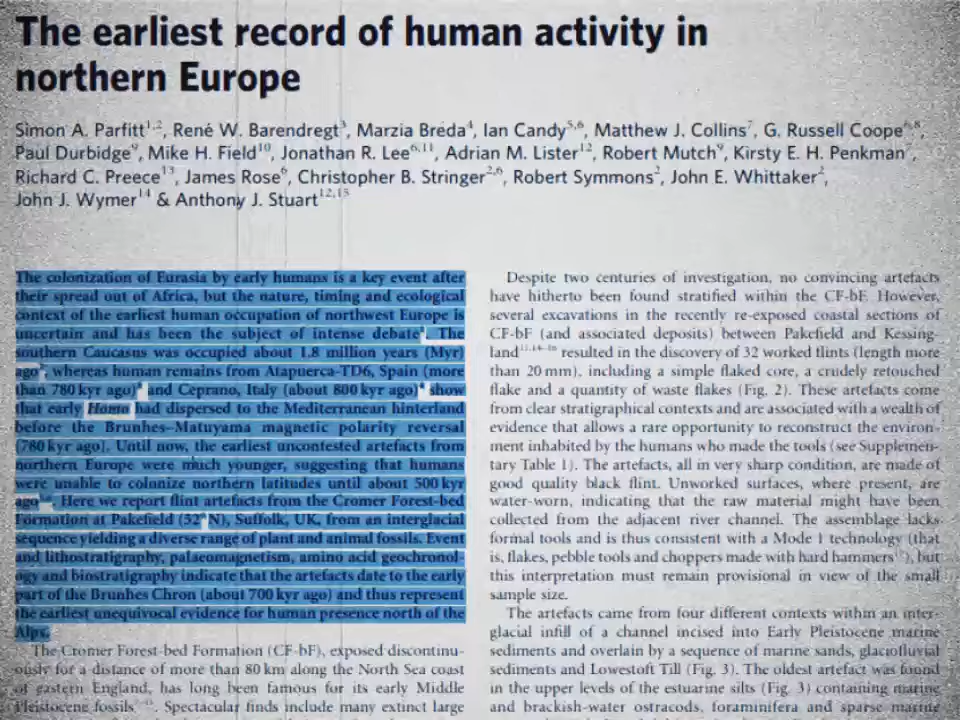 The earliest record of human activity in
northern Europe
Simon A. Parfitt1,2, René W. Barendregt3, Marzia Breda4, Ian Candy5,6, Matthew J. Collins7, G. Russell Coope6,8,
Paul Durbidge9, Mike H. Field10, Jonathan R. Lee6,11, Adrian M. Lister12, Robert Mutch9, Kirsty E. H. Penkman7,
Richard C. Preece13, James Rose6, Christopher B. Stringer2,6, Robert Symmons2, John E. Whittaker2,
John J. Wymer14 & Anthony J. Stuart12,15
The colonization of Eurasia by early humans is a key event after
their spread out of Africa, but the nature, timing and ecological
context of the earliest human occupation of northwest Europe is
uncertain and has been the subject of intense debate. The
southern Caucasus was occupied about 1.8 million years (Myr)
ago, whereas human remains from Atapuerca-TD6, Spain (more
than 780 kyr ago) and Ceprano, Italy (about 800 kyr ago) show
that early Homo had dispersed to the Mediterranean hinterland
before the Brunhes–Matuyama magnetic polarity reversal
(780 kyr ago). Until now, the earliest uncontested artefacts from
northern Europe were much younger, suggesting that humans
were unable to colonize northern latitudes until about 500 kyr
ago. Here we report flint artefacts from the Cromer Forest-bed
Formation at Pakefield (52° N), Suffolk, UK, from an interglacial
sequence yielding a diverse range of plant and animal fossils. Event
and lithostratigraphy, palaeomagnetism, amino acid geochronol-
ogy and biostratigraphy indicate that the artefacts date to the early
part of the Brunhes Chron (about 700 kyr ago) and thus represent
the earliest unequivocal evidence for human presence north of the
Alps.
The Cromer Forest-bed Formation (CF-bF), exposed discontinu-
ously for a distance of more than 80 km along the North Sea coast
of eastern England, has long been famous for its early Middle
Pleistocene fossils. Spectacular finds include many extinct large
Despite two centuries of investigation, no convincing artefacts
have hitherto been found stratified within the CF-bF. However,
several excavations in the recently re-exposed coastal sections of
CF-bF (and associated deposits) between Pakefield and Kessing-
land resulted in the discovery of 32 worked flints (length more
than 20 mm), including a simple flaked core, a crudely retouched
flake and a quantity of waste flakes (Fig. 2). These artefacts come
from clear stratigraphical contexts and are associated with a wealth of
evidence that allows a rare opportunity to reconstruct the environ-
ment inhabited by the humans who made the tools (see Supplemen-
tary Table 1). The artefacts, all in very sharp condition, are made of
good quality black flint. Unworked surfaces, where present, are
water-worn, indicating that the raw material might have been
collected from the adjacent river channel. The assemblage lacks
formal tools and is thus consistent with a Mode 1 technology (that
is, flakes, pebble tools and choppers made with hard hammers), but
this interpretation must remain provisional in view of the small
sample size.
The artefacts came from four different contexts within an inter-
glacial infill of a channel incised into Early Pleistocene marine
sediments and overlain by a sequence of marine sands, glaciofluvial
sediments and Lowestoft Till (Fig. 3). The oldest artefact was found
in the upper levels of the estuarine silts (Fig. 3) containing marine
and brackish-water ostracods, foraminifera and sparse marine